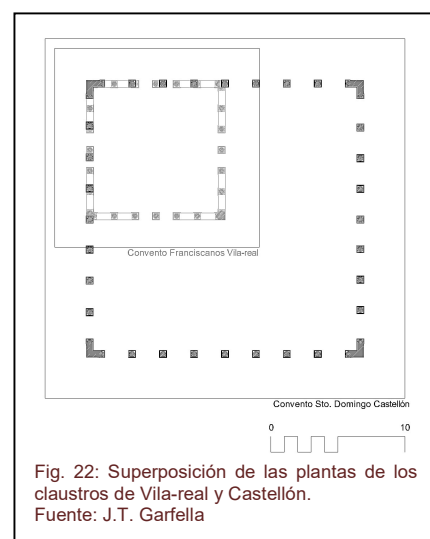 Convento Franciscanos Vila-real
Convento Sto. Domingo Castellón
0 10
Fig. 22: Superposición de las plantas de los
claustros de Vila-real y Castellón.
Fuente: J.T. Garfella